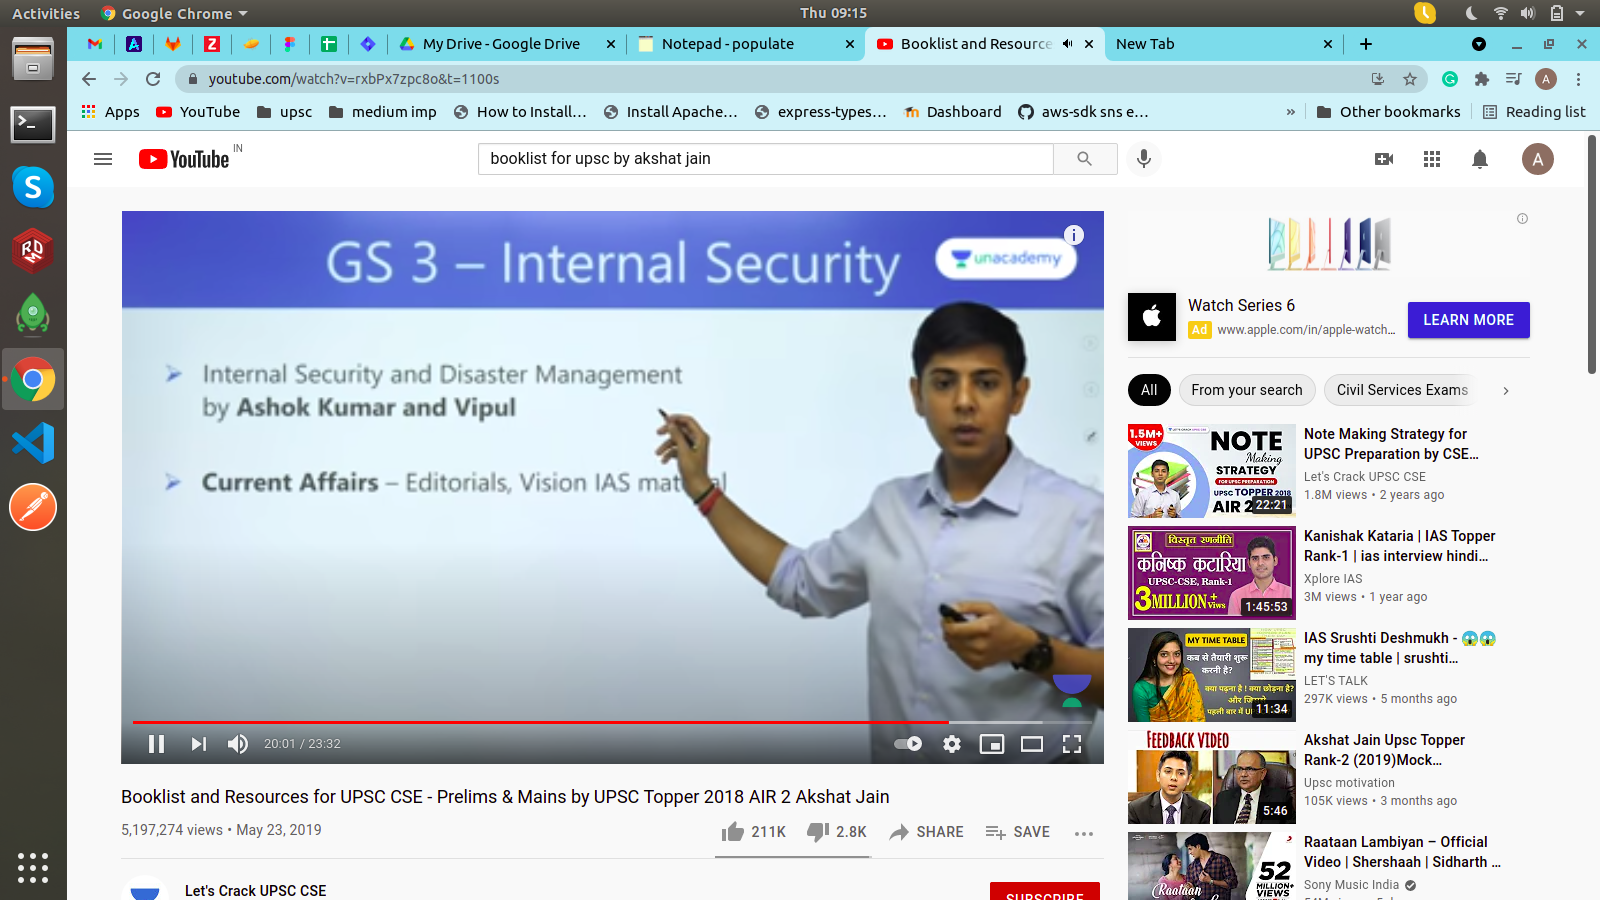 Activities
Google Chrome
Thu 09:15
My Drive - Google Drive
Notepad - populate
Booklist and Resource
New Tab
youtube.com/watch?v=rxbPx7zpc8o&t=1100s
A
Apps
YouTube
upsc
medium imp
How to Install...
Install Apache...
express-types...
Dashboard
aws-sdk sns e...
»
Other bookmarks
Reading list
YouTube
IN
booklist for upsc by akshat jain
A
GS 3 – Internal Security
unacademy
Internal Security and Disaster Management
by Ashok Kumar and Vipul
Current Affairs – Editorials, Vision IAS material
20:01 / 23:32
Booklist and Resources for UPSC CSE - Prelims & Mains by UPSC Topper 2018 AIR 2 Akshat Jain
5,197,274 views • May 23, 2019
211K
2.8K
SHARE
SAVE
Let's Crack UPSC CSE
SUBSCRIBE
Watch Series 6
Ad www.apple.com/in/apple-watch...
LEARN MORE
All
From your search
Civil Services Exams
1.5M+
VIEWS
NOTE
Making
STRATEGY
FOR UPSC PREPARATION
UPSC TOPPER 2018
AIR 2
22:21
Note Making Strategy for
UPSC Preparation by CSE...
Let's Crack UPSC CSE
1.8M views • 2 years ago
विस्तृत रणनीति
कनिष्क कटारिया
UPSC-CSE, Rank-1
3 MILLION+
Viws
1:45:53
Kanishak Kataria | IAS Topper
Rank-1 | ias interview hindi...
Xplore IAS
3M views • 1 year ago
MY TIME TABLE
कब से तैयारी शुरू
करनी है?
क्या पढ़ना है ! क्या छोड़ना है?
और
पहली बार में
11:34
IAS Srushti Deshmukh - 😱😱
my time table | srushti...
LET'S TALK
297K views • 5 months ago
FEEDBACK VIDEO
5:46
Akshat Jain Upsc Topper
Rank-2 (2019)Mock...
Upsc motivation
105K views • 3 months ago
Raataan
52
MILLION+
VIEWS
Raataan Lambiyan – Official
Video | Shershaah | Sidharth ...
Sony Music India